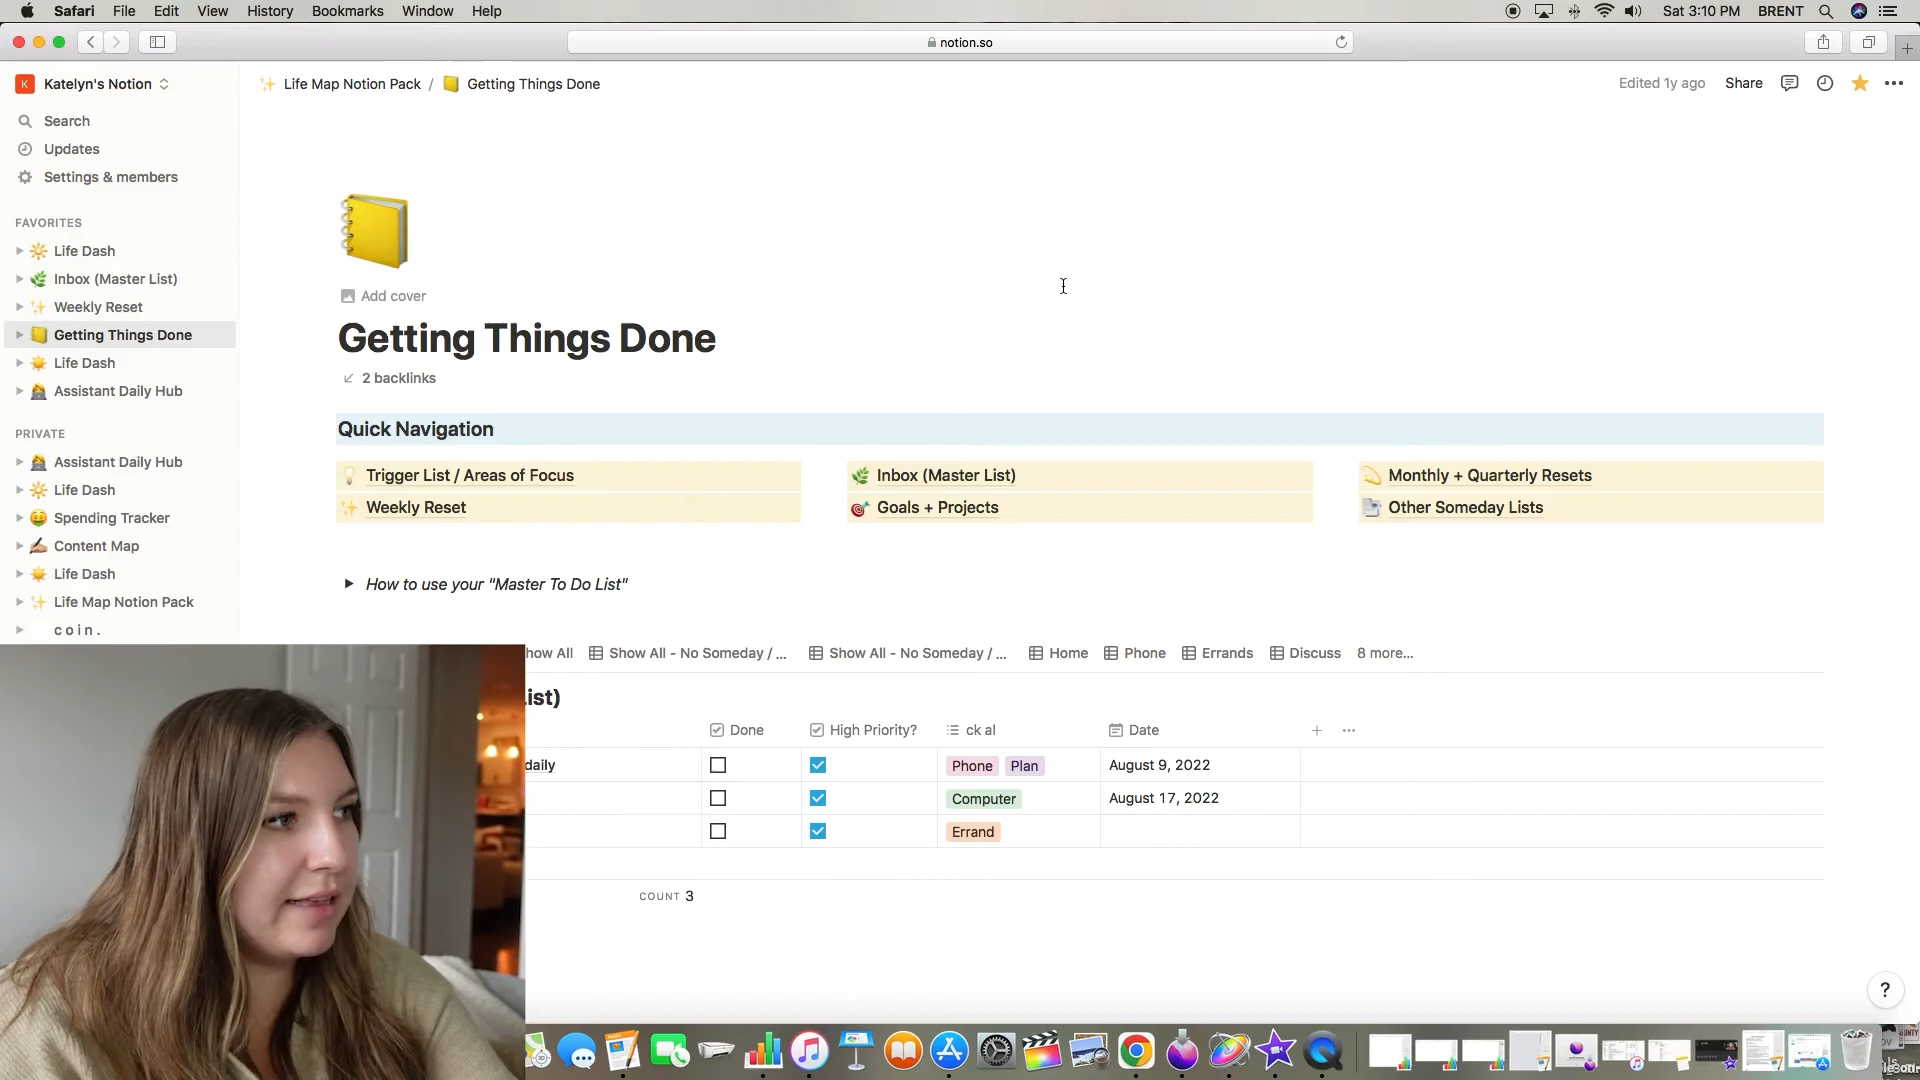 Safari File Edit View History Bookmarks Window Help Sat 3:10 PM BRENT
notion.so
K Katelyn's Notion
Life Map Notion Pack / Getting Things Done
Edited 1y ago Share
Search
Updates
Settings & members
FAVORITES
Life Dash
Inbox (Master List)
Weekly Reset
Getting Things Done
Life Dash
Assistant Daily Hub
PRIVATE
Assistant Daily Hub
Life Dash
Spending Tracker
Content Map
Life Dash
Life Map Notion Pack
coin.
Add cover
Getting Things Done
2 backlinks
Quick Navigation
Trigger List / Areas of Focus Inbox (Master List) Monthly + Quarterly Resets
Weekly Reset Goals + Projects Other Someday Lists
How to use your "Master To Do List"
how All Show All - No Someday / ... Show All - No Someday / ... Home Phone Errands Discuss 8 more...
ist)
Done High Priority? ck al Date
daily Phone Plan August 9, 2022
Computer August 17, 2022
Errand
COUNT 3
?